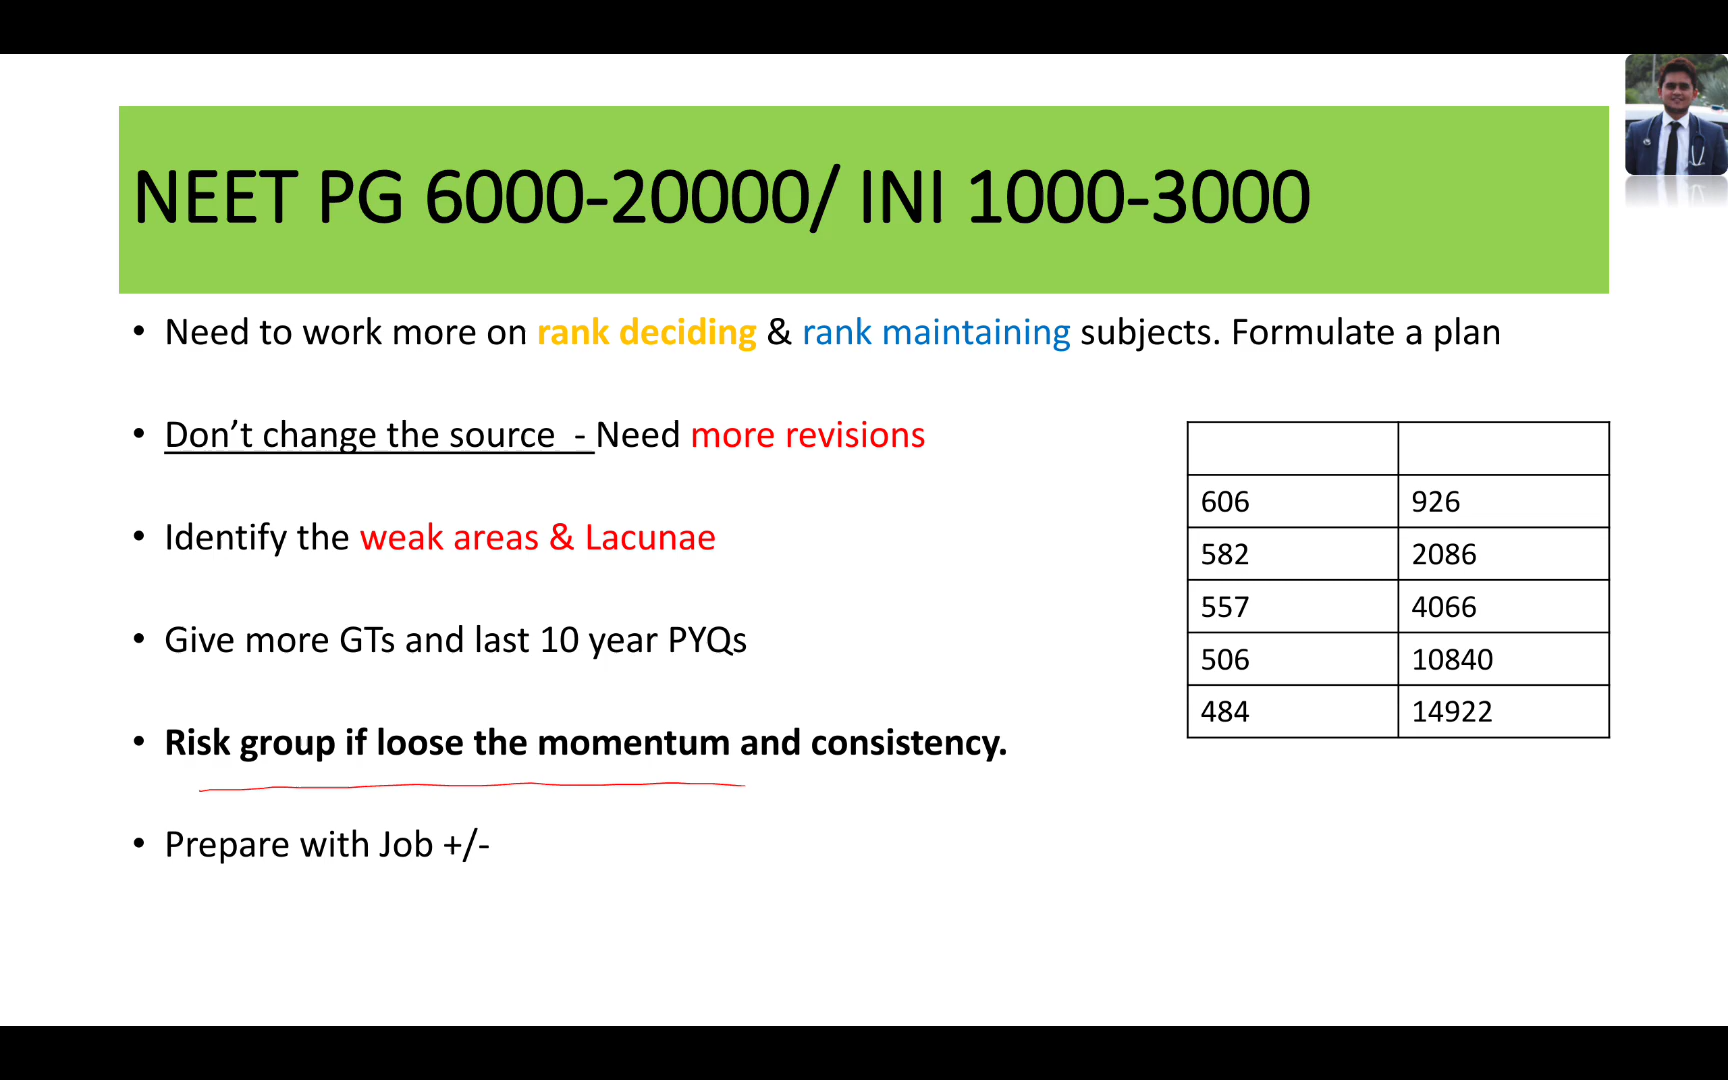 NEET PG 6000-20000/ INI 1000-3000
• Need to work more on rank deciding & rank maintaining subjects. Formulate a plan
• Don’t change the source - Need more revisions
• Identify the weak areas & Lacunae
• Give more GTs and last 10 year PYQs
• Risk group if loose the momentum and consistency.
• Prepare with Job +/-
606 926
582 2086
557 4066
506 10840
484 14922